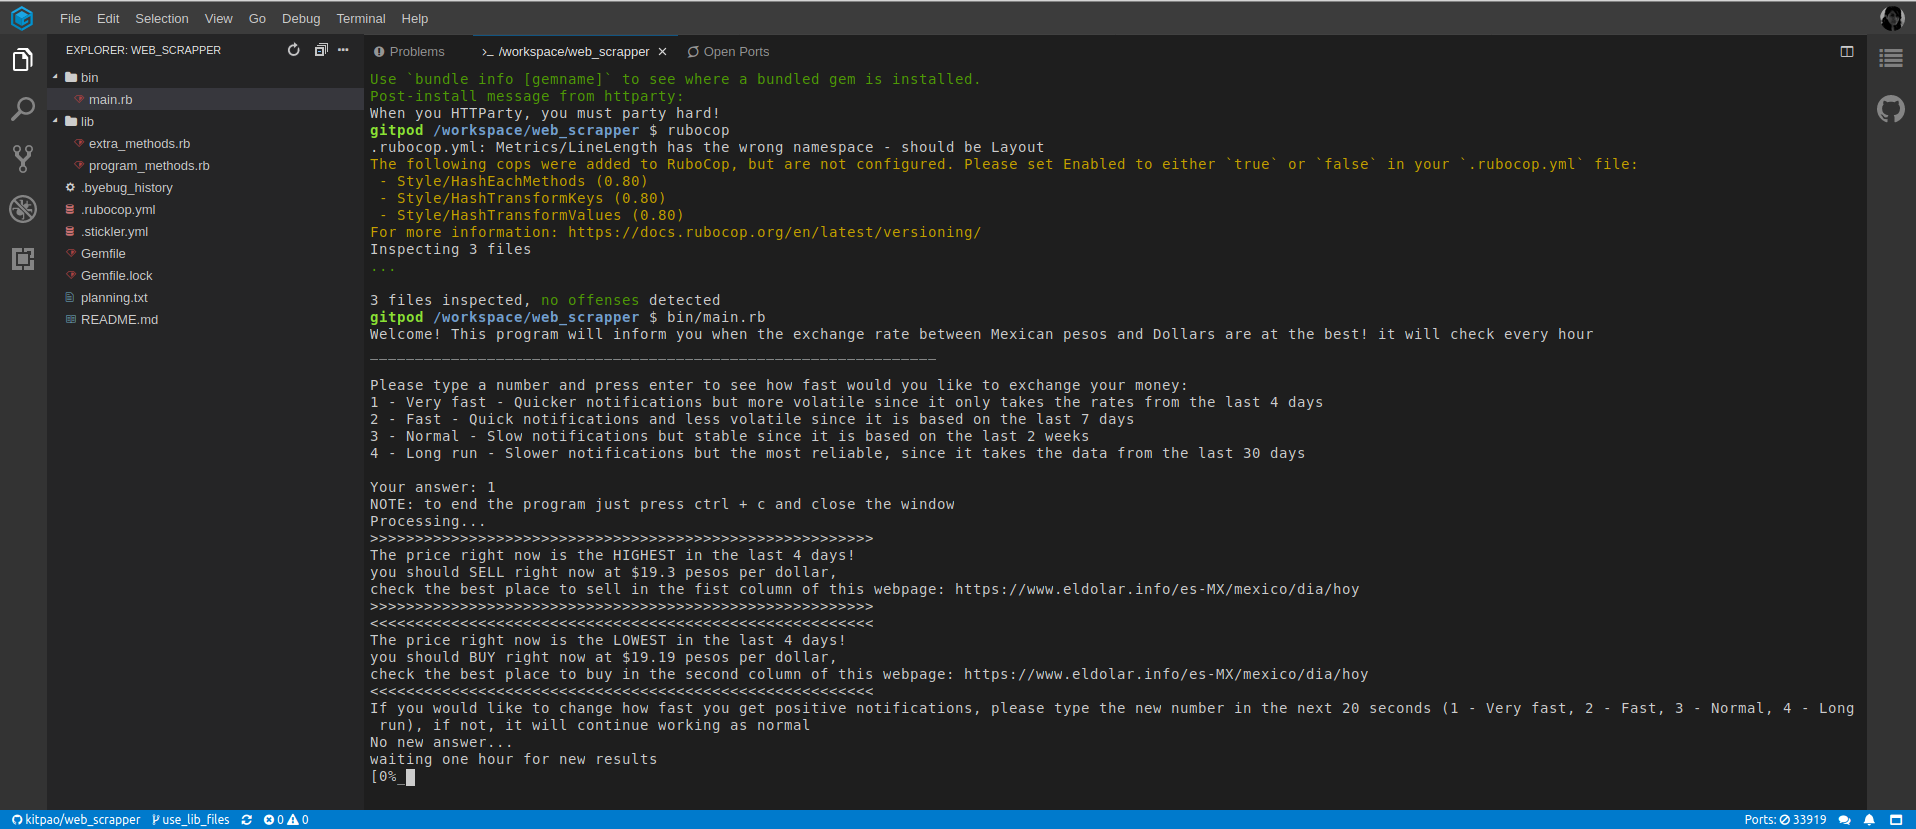 File Edit Selection View Go Debug Terminal Help
EXPLORER: WEB_SCRAPPER
bin
main.rb
lib
extra_methods.rb
program_methods.rb
.byebug_history
.rubocop.yml
.stickler.yml
Gemfile
Gemfile.lock
planning.txt
README.md
Problems >_ /workspace/web_scrapper × Open Ports
Use `bundle info [gemname]` to see where a bundled gem is installed.
Post-install message from httparty:
When you HTTParty, you must party hard!
gitpod /workspace/web_scrapper $ rubocop
.rubocop.yml: Metrics/LineLength has the wrong namespace - should be Layout
The following cops were added to RuboCop, but are not configured. Please set Enabled to either `true` or `false` in your `.rubocop.yml` file:
- Style/HashEachMethods (0.80)
- Style/HashTransformKeys (0.80)
- Style/HashTransformValues (0.80)
For more information: https://docs.rubocop.org/en/latest/versioning/
Inspecting 3 files
...
3 files inspected, no offenses detected
gitpod /workspace/web_scrapper $ bin/main.rb
Welcome! This program will inform you when the exchange rate between Mexican pesos and Dollars are at the best! it will check every hour
_______________________________________________________________
Please type a number and press enter to see how fast would you like to exchange your money:
1 - Very fast - Quicker notifications but more volatile since it only takes the rates from the last 4 days
2 - Fast - Quick notifications and less volatile since it is based on the last 7 days
3 - Normal - Slow notifications but stable since it is based on the last 2 weeks
4 - Long run - Slower notifications but the most reliable, since it takes the data from the last 30 days
Your answer: 1
NOTE: to end the program just press ctrl + c and close the window
Processing...
>>>>>>>>>>>>>>>>>>>>>>>>>>>>>>>>>>>>>>>>>>>>>>>>>>>>>>>>
The price right now is the HIGHEST in the last 4 days!
you should SELL right now at $19.3 pesos per dollar,
check the best place to sell in the fist column of this webpage: https://www.eldolar.info/es-MX/mexico/dia/hoy
>>>>>>>>>>>>>>>>>>>>>>>>>>>>>>>>>>>>>>>>>>>>>>>>>>>>>>>>
<<<<<<<<<<<<<<<<<<<<<<<<<<<<<<<<<<<<<<<<<<<<<<<<<<<<<<<<
The price right now is the LOWEST in the last 4 days!
you should BUY right now at $19.19 pesos per dollar,
check the best place to buy in the second column of this webpage: https://www.eldolar.info/es-MX/mexico/dia/hoy
<<<<<<<<<<<<<<<<<<<<<<<<<<<<<<<<<<<<<<<<<<<<<<<<<<<<<<<<
If you would like to change how fast you get positive notifications, please type the new number in the next 20 seconds (1 - Very fast, 2 - Fast, 3 - Normal, 4 - Long
run), if not, it will continue working as normal
No new answer...
waiting one hour for new results
[0%_
kitpao/web_scrapper use_lib_files 0 0 Ports: 33919